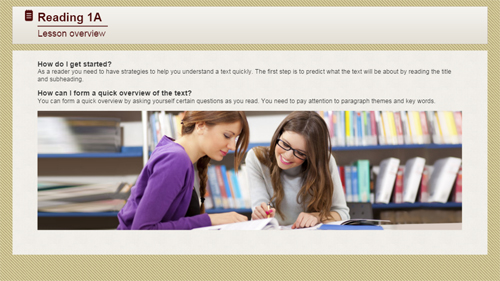 Reading 1A
Lesson overview
How do I get started?
As a reader you need to have strategies to help you understand a text quickly. The first step is to predict what the text will be about by reading the title
and subheading.
How can I form a quick overview of the text?
You can form a quick overview by asking yourself certain questions as you read. You need to pay attention to paragraph themes and key words.